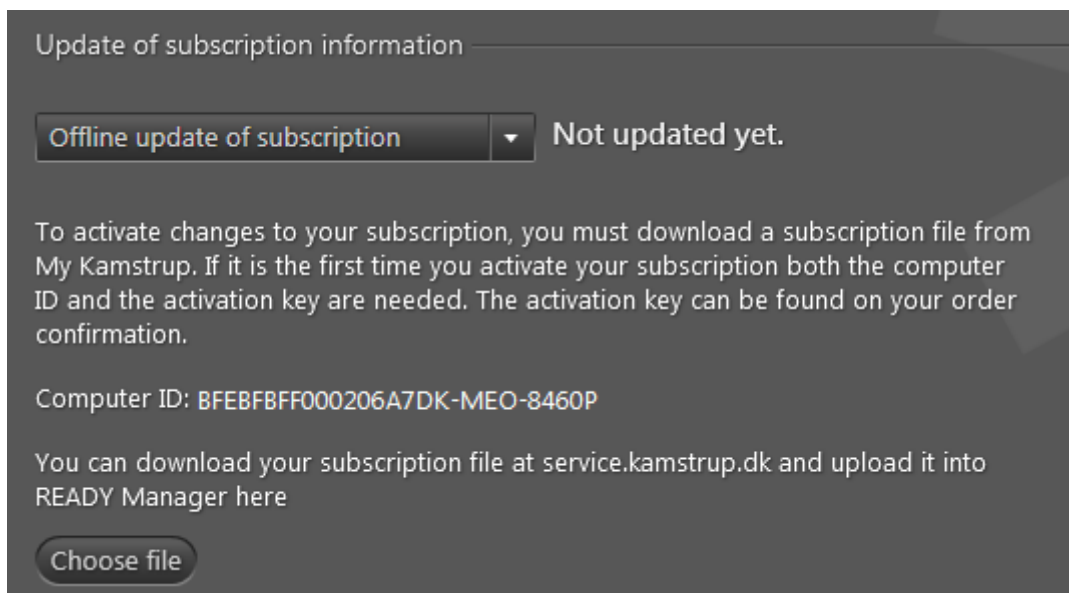 Update of subscription information
Offline update of subscription
Not updated yet.
To activate changes to your subscription, you must download a subscription file from
My Kamstrup. If it is the first time you activate your subscription both the computer
ID and the activation key are needed. The activation key can be found on your order
confirmation.
Computer ID: BFEBFBFF000206A7DK-MEO-8460P
You can download your subscription file at service.kamstrup.dk and upload it into
READY Manager here
Choose file